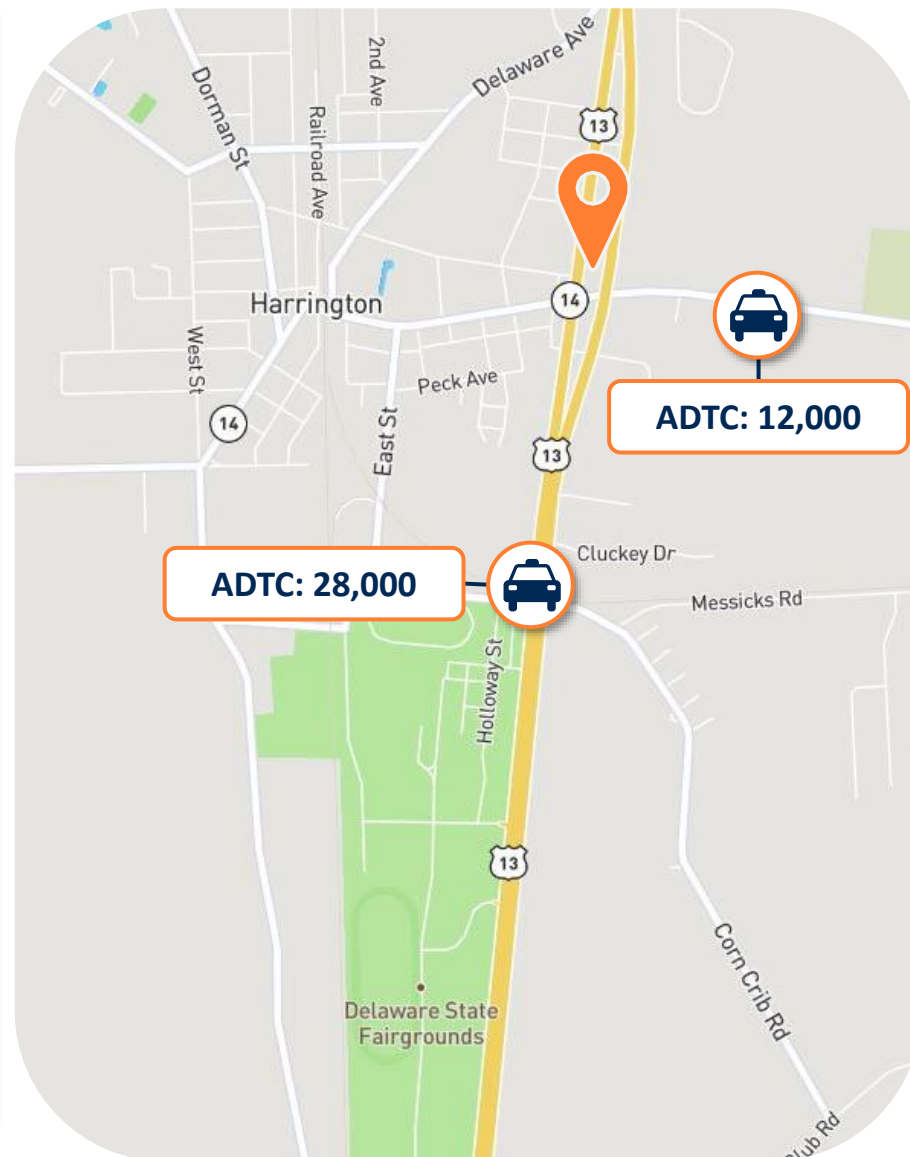 2nd Ave
Delaware Ave
Dorman St
Railroad Ave
13
Harrington
14
West St
Peck Ave
ADTC: 12,000
14
East St
13
Cluckey Dr
ADTC: 28,000
Messicks Rd
Holloway St
13
Corn Crib Rd
Delaware State
Fairgrounds
Club Rd